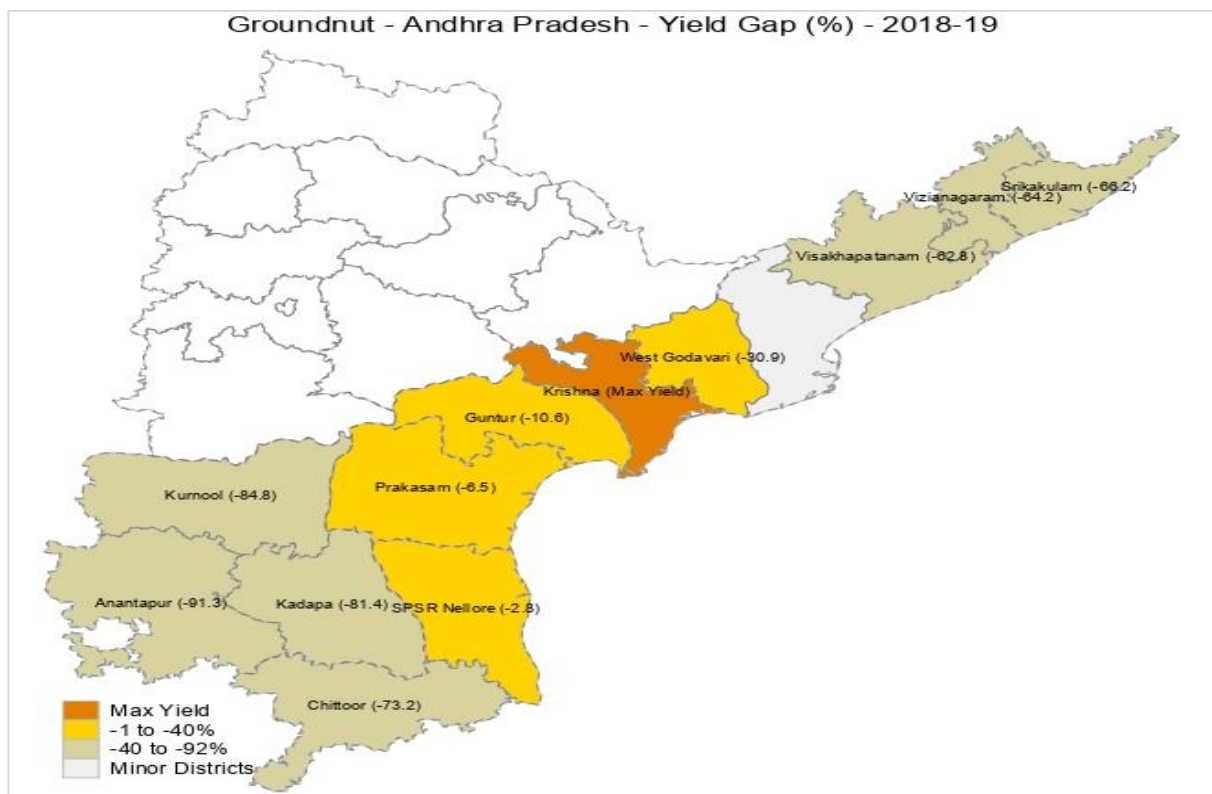 Groundnut - Andhra Pradesh - Yield Gap (%) - 2018-19
Srikakulam (-66.2)
Vizianagaram. (-64.2)
Visakhapatanam (-62.8)
West Godavari (-30.9)
Krishna (Max Yield)
Guntur (-10.6)
Prakasam (-6.5)
Kurnool (-84.8)
Anantapur (-91.3)
Kadapa (-81.4)
SPSR Nellore (-2.8)
Chittoor (-73.2)
Max Yield
-1 to -40%
-40 to -92%
Minor Districts